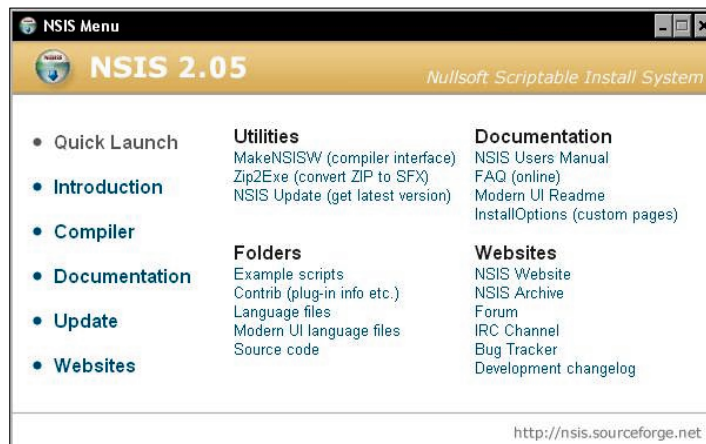 NSIS Menu
NSIS 2.05
Nullsoft Scriptable Install System
Quick Launch
Introduction
Compiler
Documentation
Update
Websites
Utilities
MakeNSISW (compiler interface)
Zip2Exe (convert ZIP to SFX)
NSIS Update (get latest version)
Documentation
NSIS Users Manual
FAQ (online)
Modern UI Readme
InstallOptions (custom pages)
Folders
Example scripts
Contrib (plug-in info etc.)
Language files
Modern UI language files
Source code
Websites
NSIS Website
NSIS Archive
Forum
IRC Channel
Bug Tracker
Development changelog
http://nsis.sourceforge.net